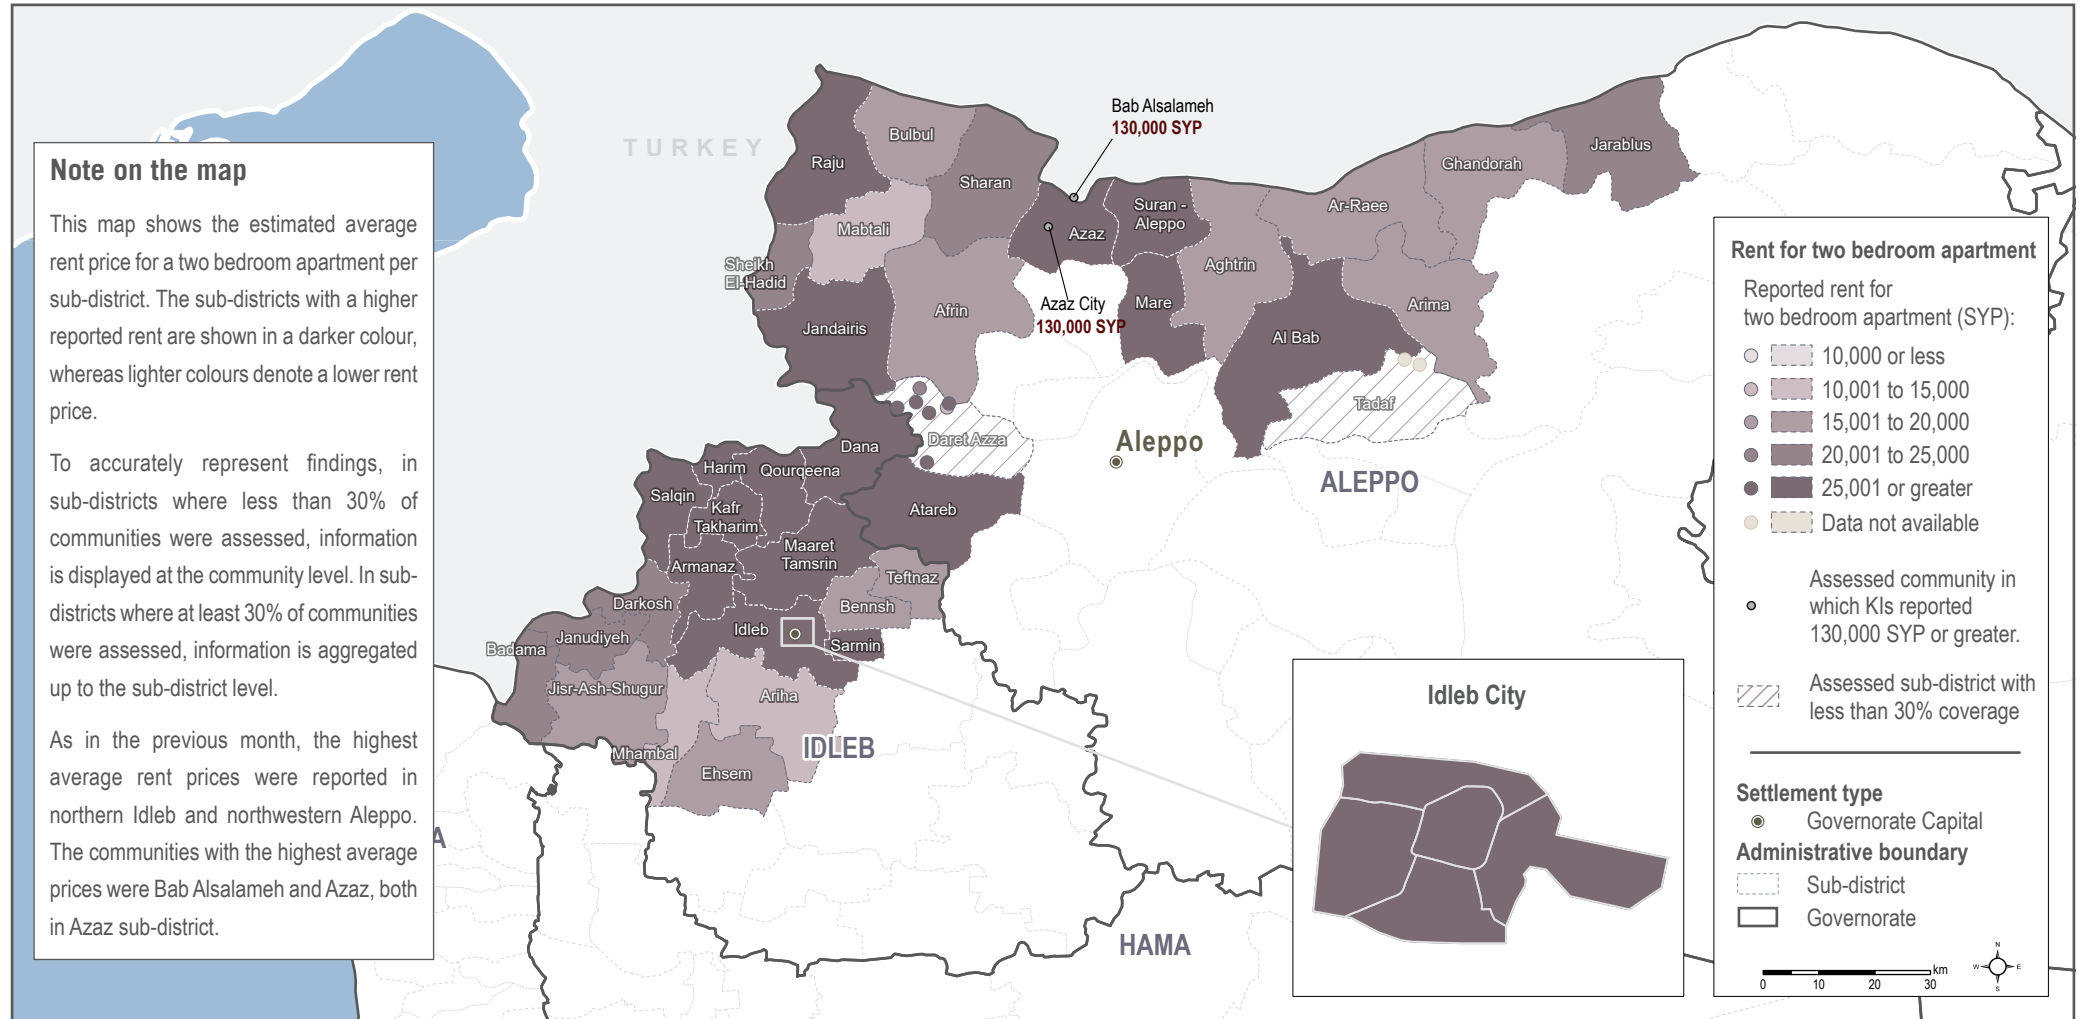 Note on the map
This map shows the estimated average
rent price for a two bedroom apartment per
sub-district. The sub-districts with a higher
reported rent are shown in a darker colour,
whereas lighter colours denote a lower rent
price.
To accurately represent findings, in
sub-districts where less than 30% of
communities were assessed, information
is displayed at the community level. In sub-
districts where at least 30% of communities
were assessed, information is aggregated
up to the sub-district level.
As in the previous month, the highest
average rent prices were reported in
northern Idleb and northwestern Aleppo.
The communities with the highest average
prices were Bab Alsalameh and Azaz, both
in Azaz sub-district.
TURKEY
Bab Alsalameh
130,000 SYP
Raju
Bulbul
Sharan
Mabtali
Sheikh
El-Hadid
Jandairis
Afrin
Azaz
Azaz City
130,000 SYP
Suran -
Aleppo
Mare
Aghtrin
Ar-Raee
Ghandorah
Jarablus
Arima
Al Bab
Tadaf
Daret Azza
Aleppo
ALEPPO
Dana
Harim
Qourqeena
Salqin
Kafr
Takharim
Atareb
Maaret
Tamsrin
Armanaz
Teftnaz
Bennsh
Darkosh
Idleb
Sarmin
Janudiyeh
Badama
Jisr-Ash-Shugur
Ariha
Mhambal
Ehsem
IDLEB
A
HAMA
Idleb City
Rent for two bedroom apartment
Reported rent for
two bedroom apartment (SYP):
10,000 or less
10,001 to 15,000
15,001 to 20,000
20,001 to 25,000
25,001 or greater
Data not available
Assessed community in
which KIs reported
130,000 SYP or greater.
Assessed sub-district with
less than 30% coverage
Settlement type
Governorate Capital
Administrative boundary
Sub-district
Governorate
N
W E
S
km
0 10 20 30